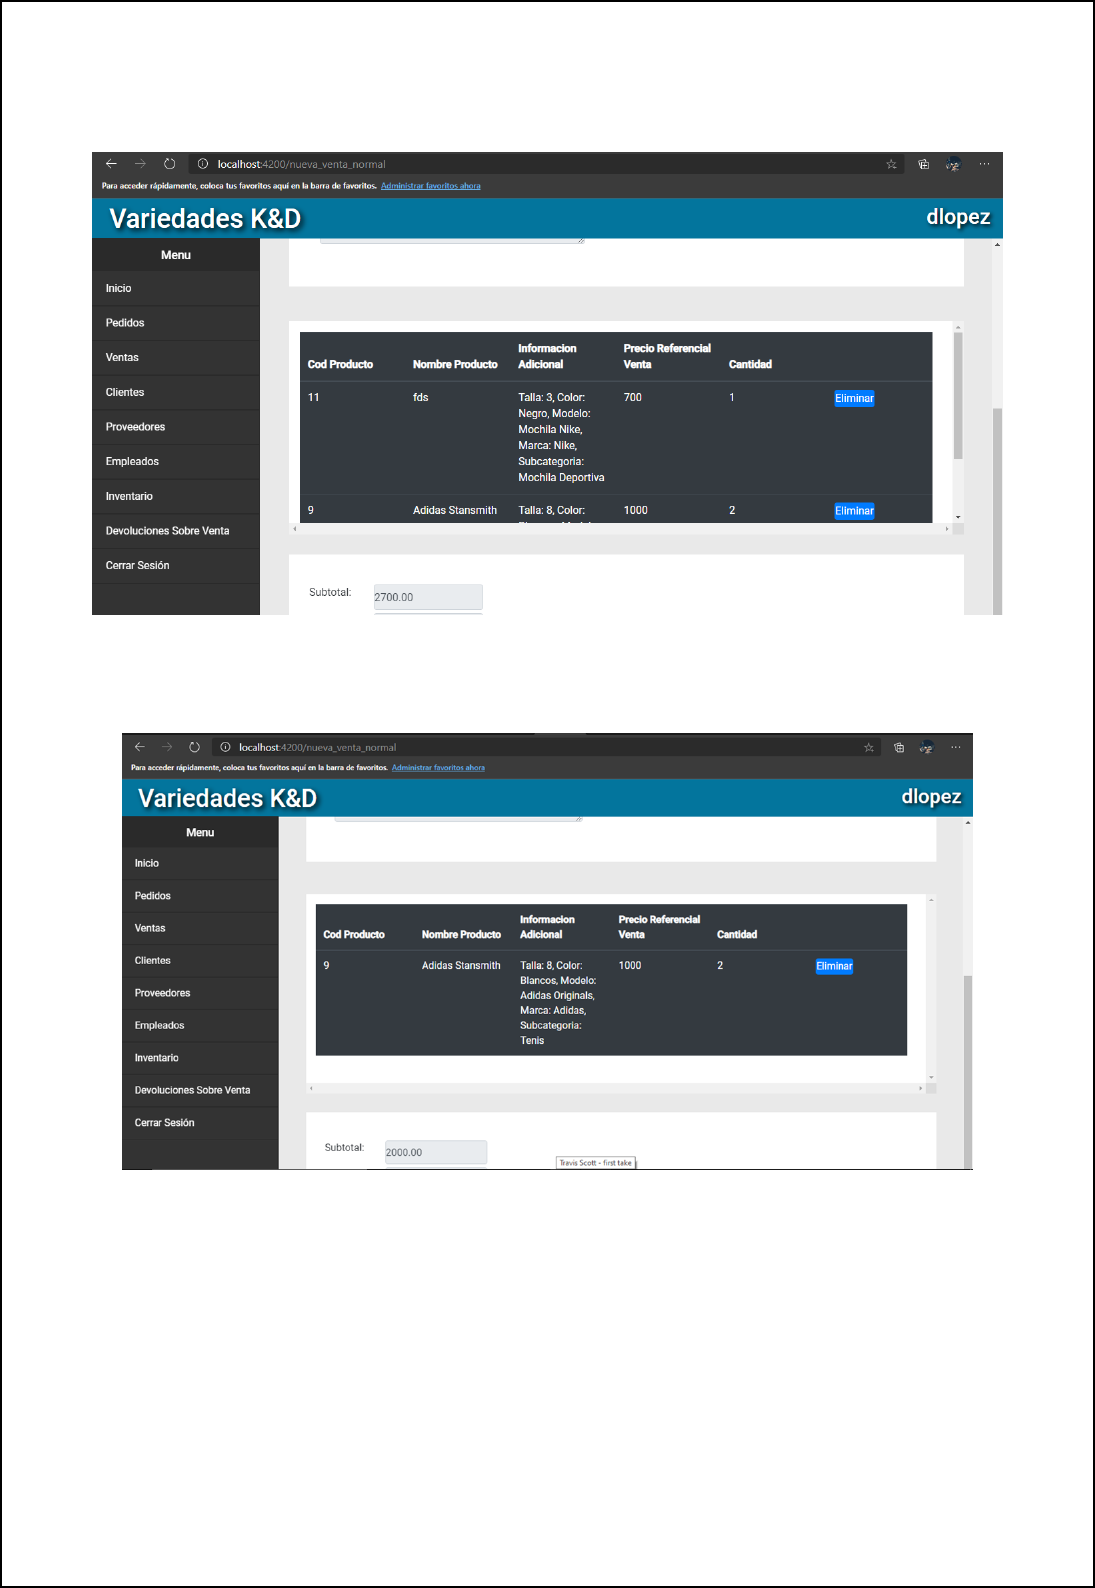 localhost:4200/nueva_venta_normal
Para acceder rápidamente, coloca tus favoritos aquí en la barra de favoritos. Administrar favoritos ahora
Variedades K&D
dlopez
Menu
Inicio
Pedidos
Ventas
Clientes
Proveedores
Empleados
Inventario
Devoluciones Sobre Venta
Cerrar Sesión
Cod Producto Nombre Producto Informacion Adicional Precio Referencial Venta Cantidad
11 fds Talla: 3, Color: 700 1 Eliminar
Negro, Modelo:
Mochila Nike,
Marca: Nike,
Subcategoria:
Mochila Deportiva
9 Adidas Stansmith Talla: 8, Color: 1000 2 Eliminar
Subtotal: 2700.00
localhost:4200/nueva_venta_normal
Para acceder rápidamente, coloca tus favoritos aquí en la barra de favoritos. Administrar favoritos ahora
Variedades K&D
dlopez
Menu
Inicio
Pedidos
Ventas
Clientes
Proveedores
Empleados
Inventario
Devoluciones Sobre Venta
Cerrar Sesión
Cod Producto Nombre Producto Informacion Adicional Precio Referencial Venta Cantidad
9 Adidas Stansmith Talla: 8, Color: 1000 2 Eliminar
Blancos, Modelo:
Adidas Originals,
Marca: Adidas,
Subcategoria:
Tenis
Subtotal: 2000.00
Travis Scott - first take